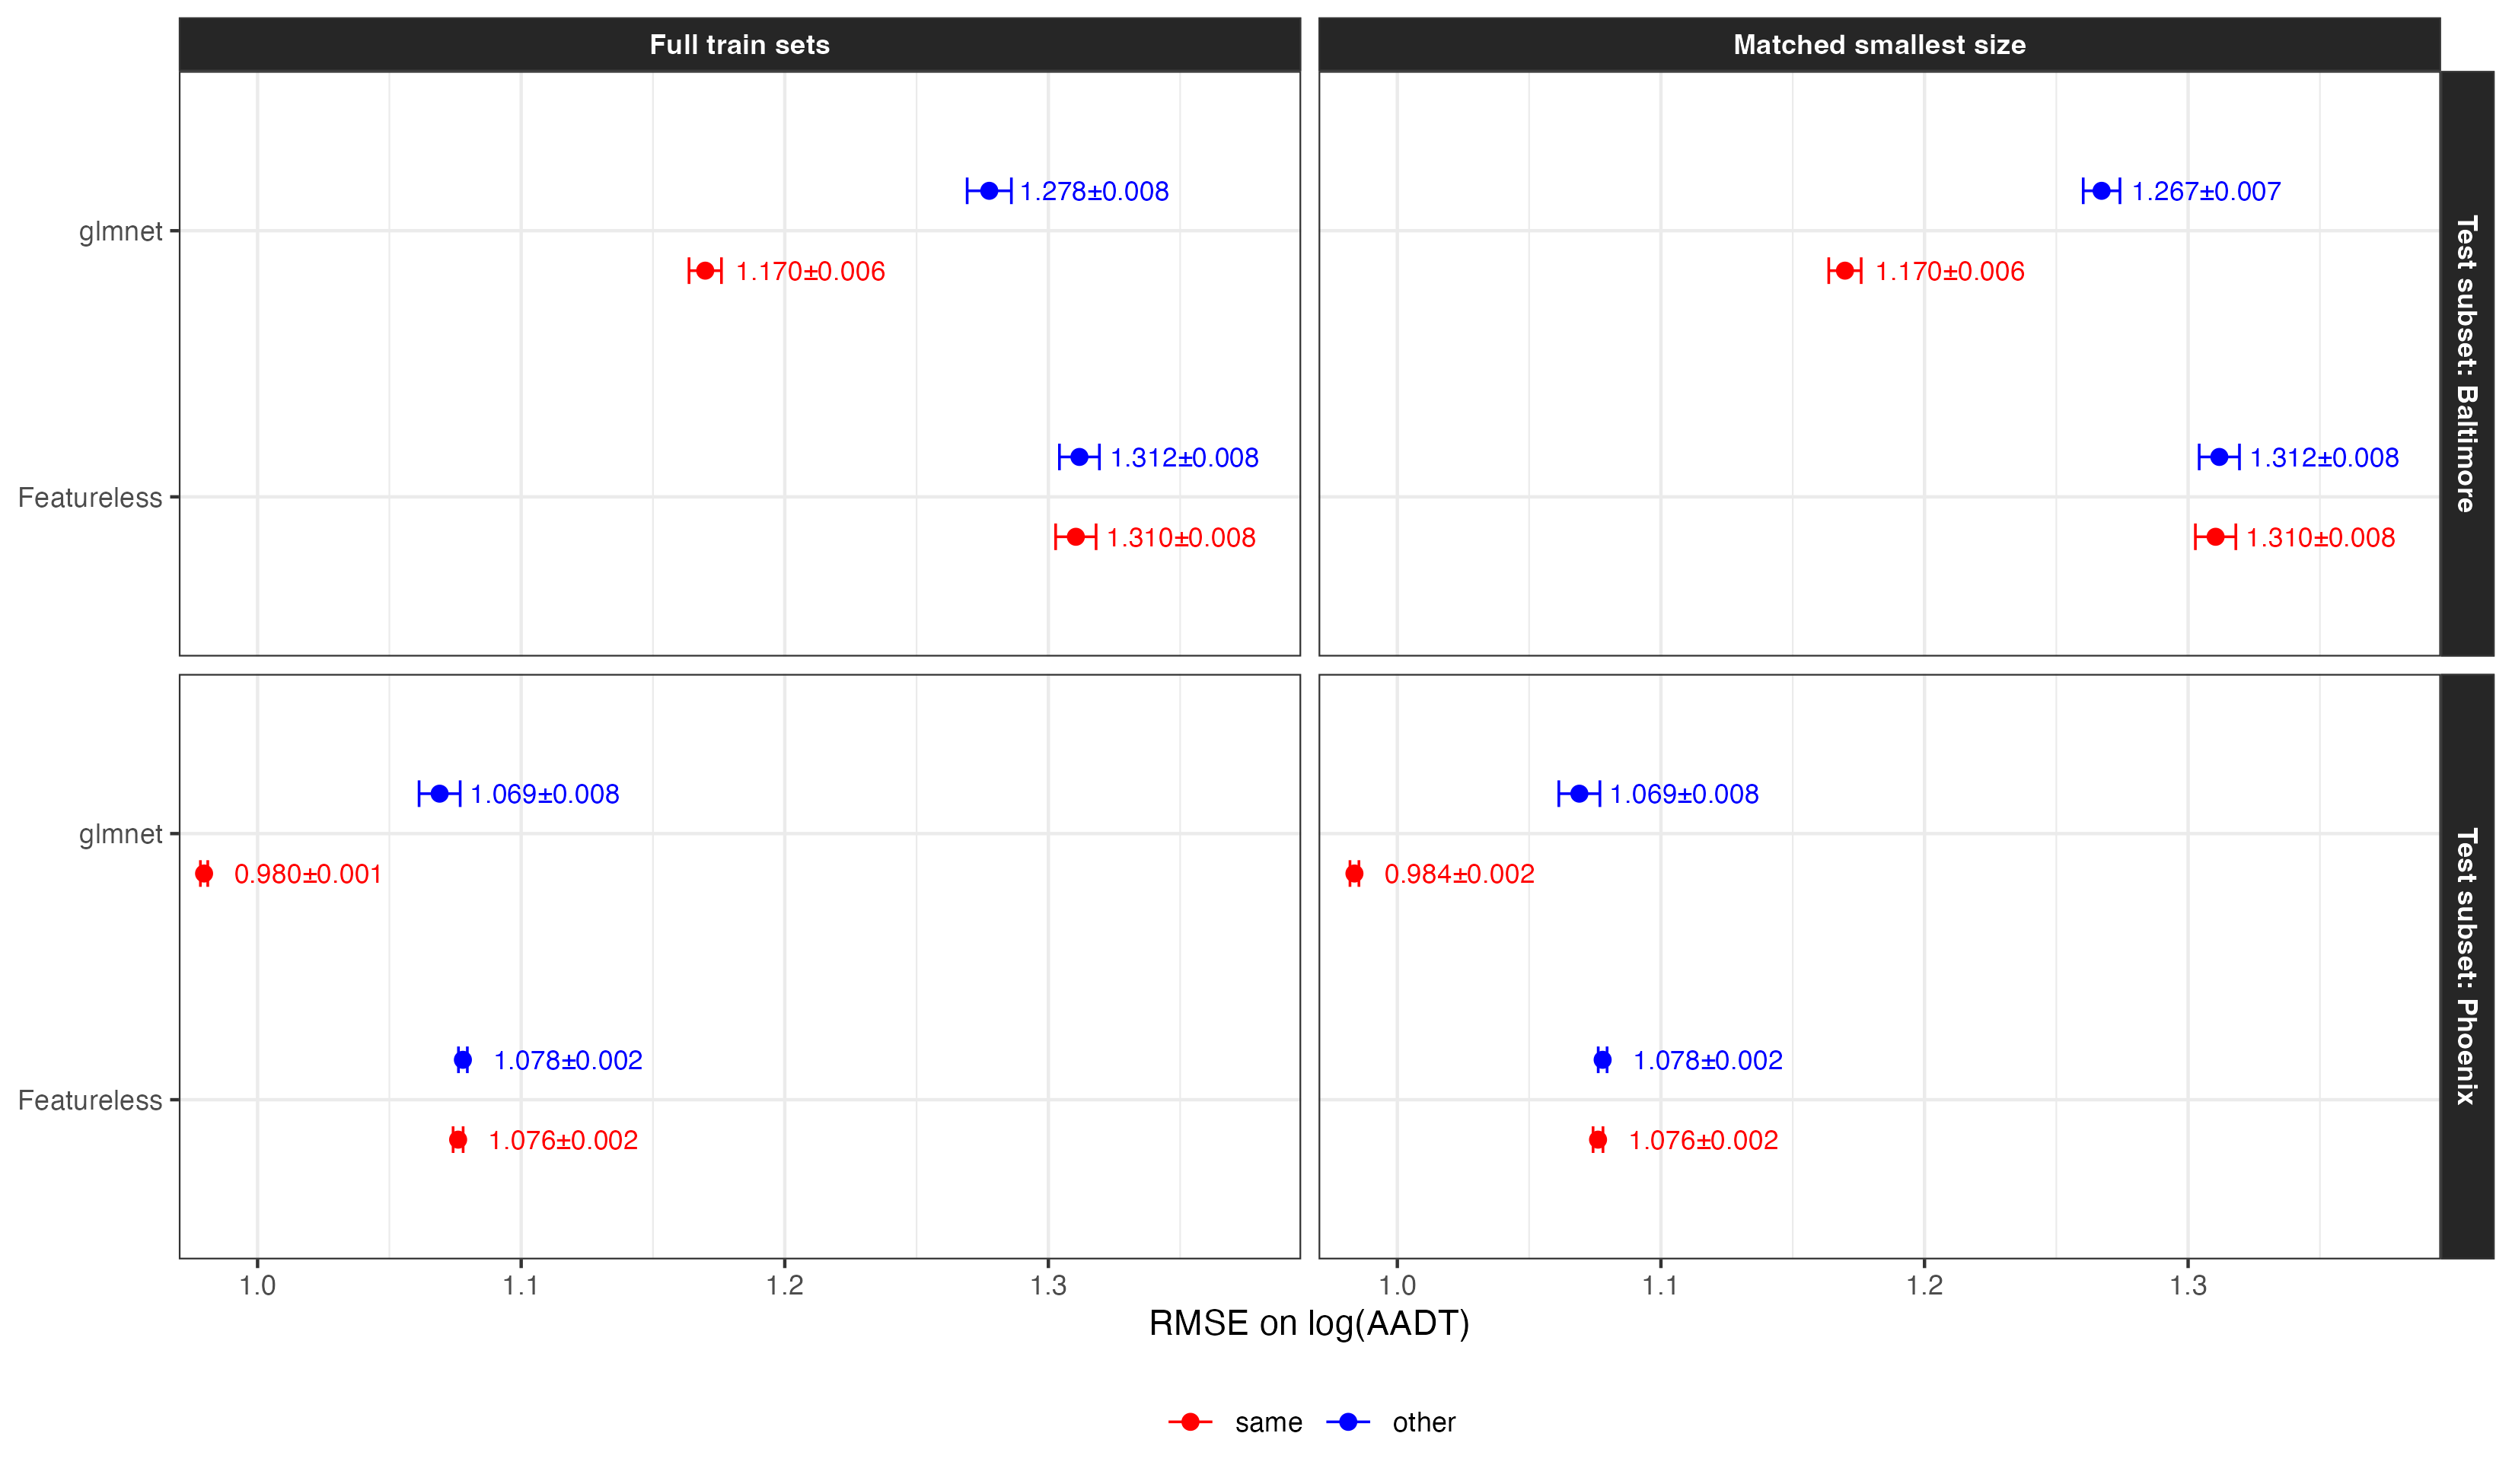 Full train sets
Matched smallest size
glmnet
1.278±0.008
1.267±0.007
1.170±0.006
1.170±0.006
Featureless
1.312±0.008
1.312±0.008
1.310±0.008
1.310±0.008
Test subset: Baltimore
glmnet
1.069±0.008
1.069±0.008
0.980±0.001
0.984±0.002
Featureless
1.078±0.002
1.078±0.002
1.076±0.002
1.076±0.002
Test subset: Phoenix
1.0 1.1 1.2 1.3
1.0 1.1 1.2 1.3
RMSE on log(AADT)
same other